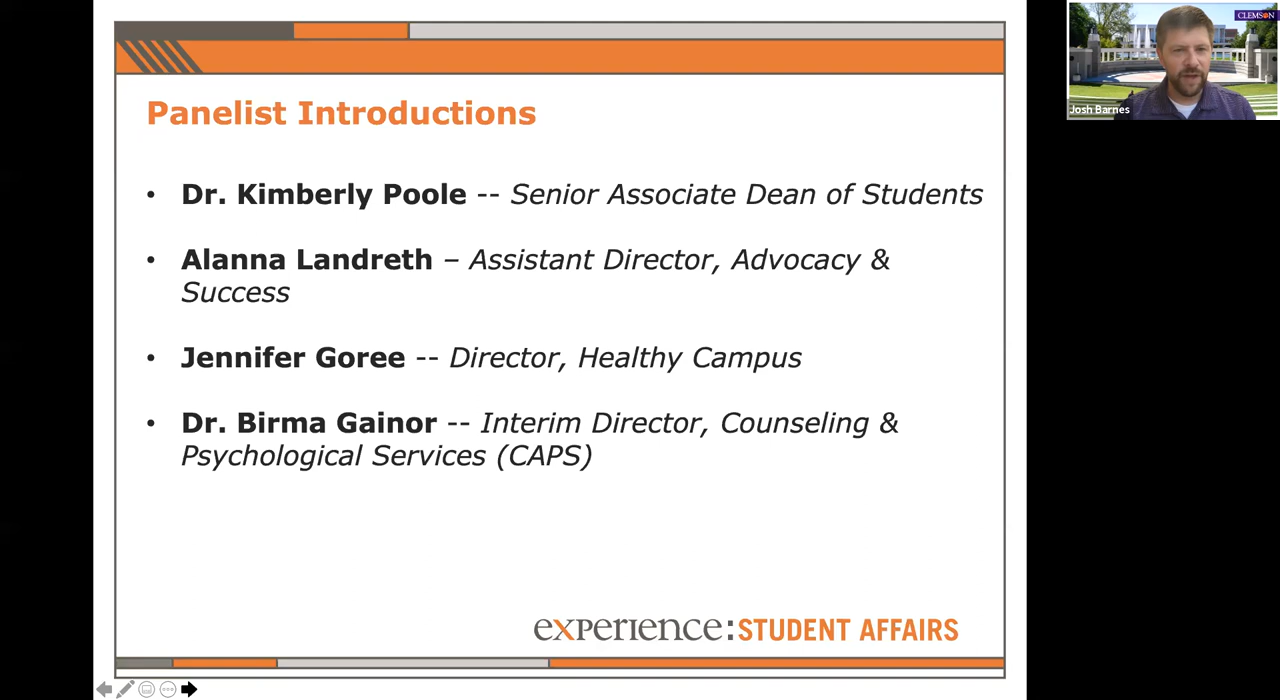 CLEMSON
Josh Barnes
Panelist Introductions
• Dr. Kimberly Poole -- Senior Associate Dean of Students
• Alanna Landreth – Assistant Director, Advocacy &
Success
• Jennifer Goree -- Director, Healthy Campus
• Dr. Birma Gainor -- Interim Director, Counseling &
Psychological Services (CAPS)
experience:STUDENT AFFAIRS